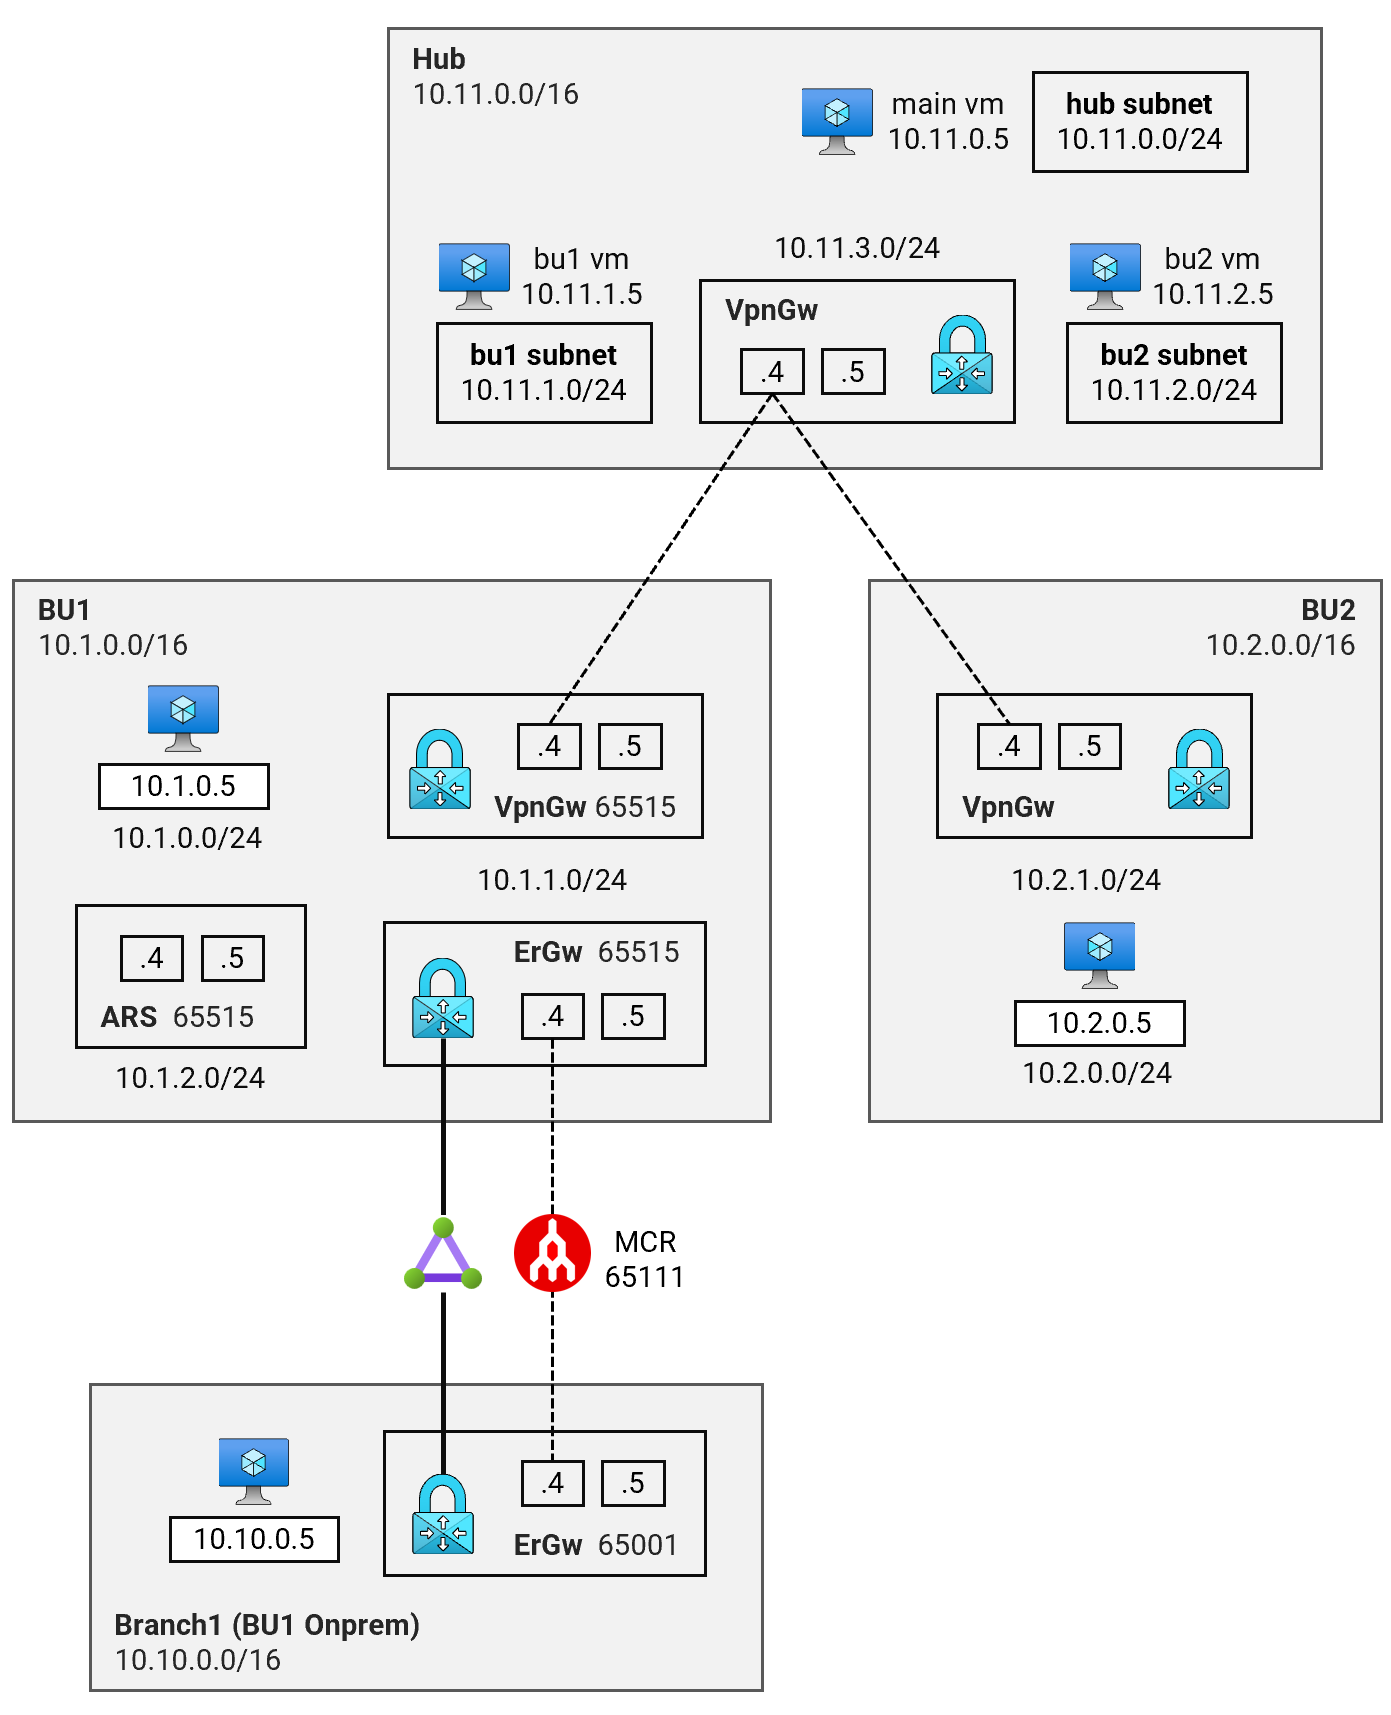 Hub
10.11.0.0/16
main vm
10.11.0.5
hub subnet
10.11.0.0/24
bu1 vm
10.11.1.5
bu1 subnet
10.11.1.0/24
10.11.3.0/24
VpnGw
.4
.5
bu2 vm
10.11.2.5
bu2 subnet
10.11.2.0/24
BU1
10.1.0.0/16
10.1.0.5
10.1.0.0/24
.4
.5
VpnGw 65515
10.1.1.0/24
.4
.5
ARS 65515
10.1.2.0/24
ErGw 65515
.4
.5
BU2
10.2.0.0/16
.4
.5
VpnGw
10.2.1.0/24
10.2.0.5
10.2.0.0/24
MCR
65111
10.10.0.5
.4
.5
ErGw 65001
Branch1 (BU1 Onprem)
10.10.0.0/16